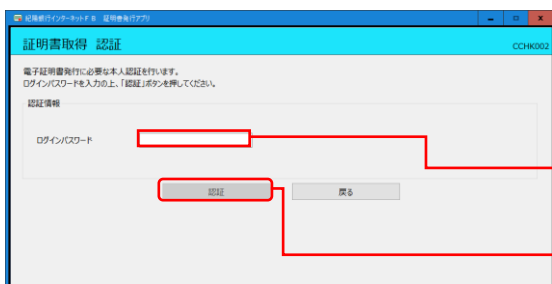 紀陽銀行インターネットFB 証明書発行アプリ
証明書取得 認証
CCHK002
電子証明書発行に必要な本人認証を行います。
ログインパスワードを入力の上、「認証」ボタンを押してください。
認証情報
ログインパスワード
認証
戻る